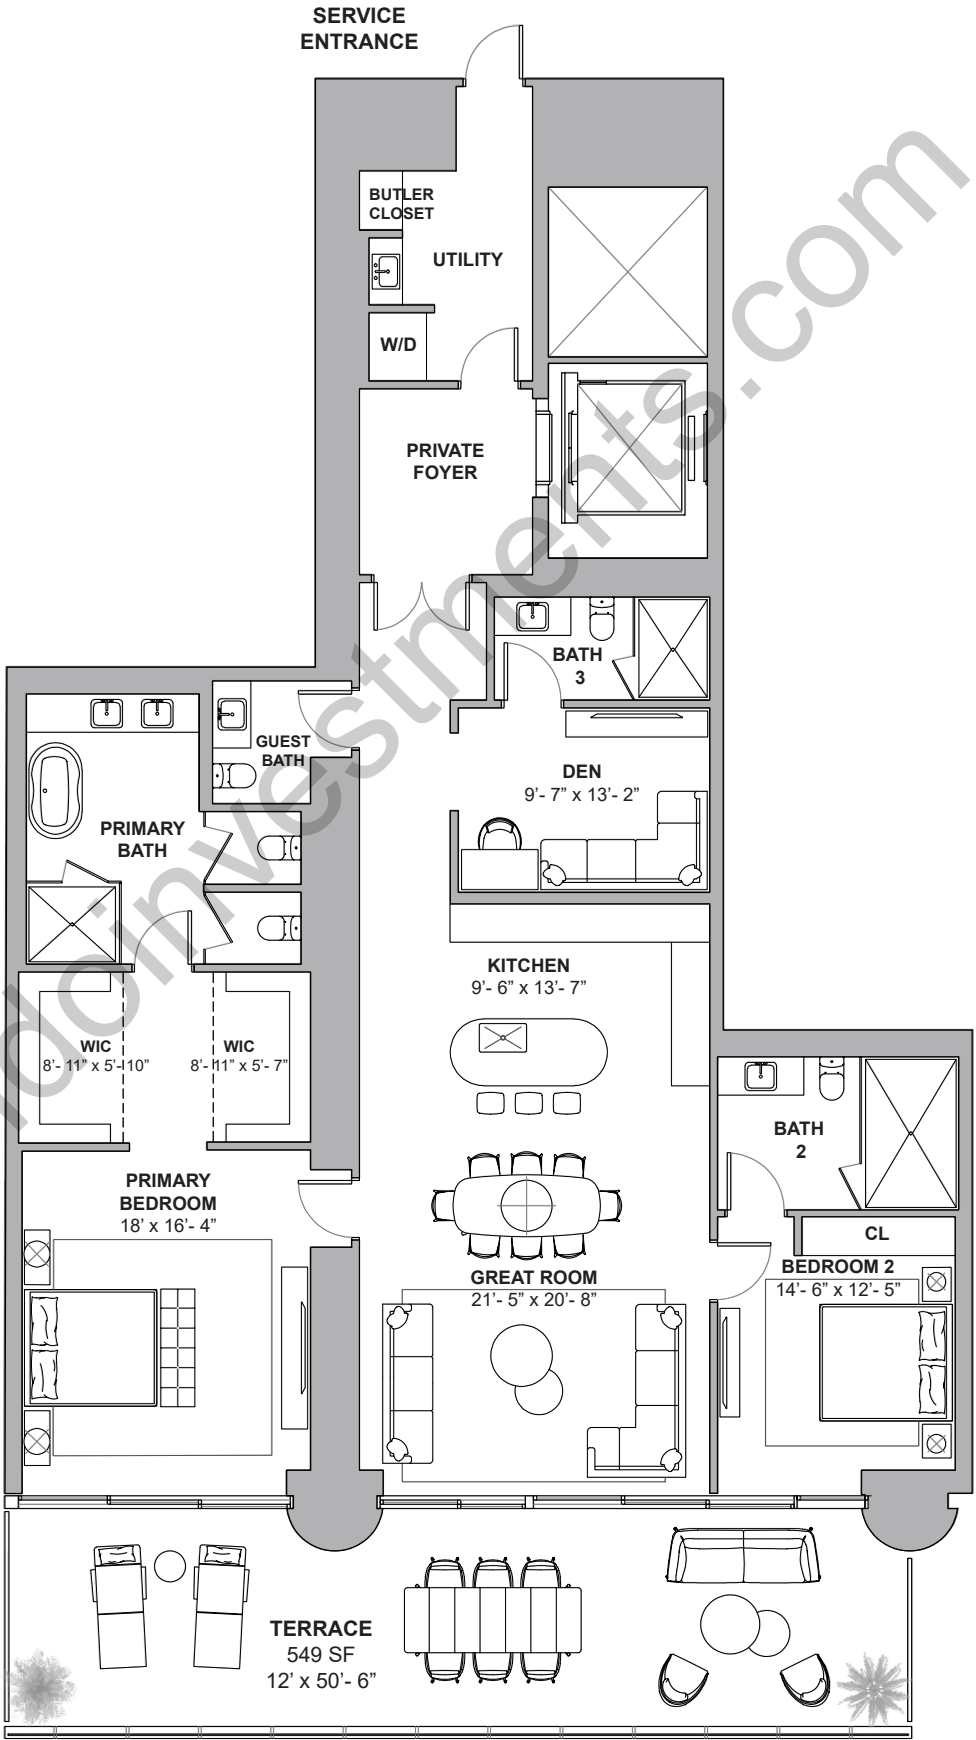 SERVICE
ENTRANCE
BUTLER
CLOSET
UTILITY
W/D
PRIVATE
FOYER
BATH
3
GUEST
BATH
DEN
9'- 7" x 13'- 2"
PRIMARY
BATH
KITCHEN
9'- 6" x 13'- 7"
WIC
8'- 11" x 5'- 10"
WIC
8'- 11" x 5'- 7"
BATH
2
PRIMARY
BEDROOM
18' x 16'- 4"
CL
BEDROOM 2
14'- 6" x 12'- 5"
GREAT ROOM
21'- 5" x 20'- 8"
TERRACE
549 SF
12' x 50'- 6"
doinvestments.com